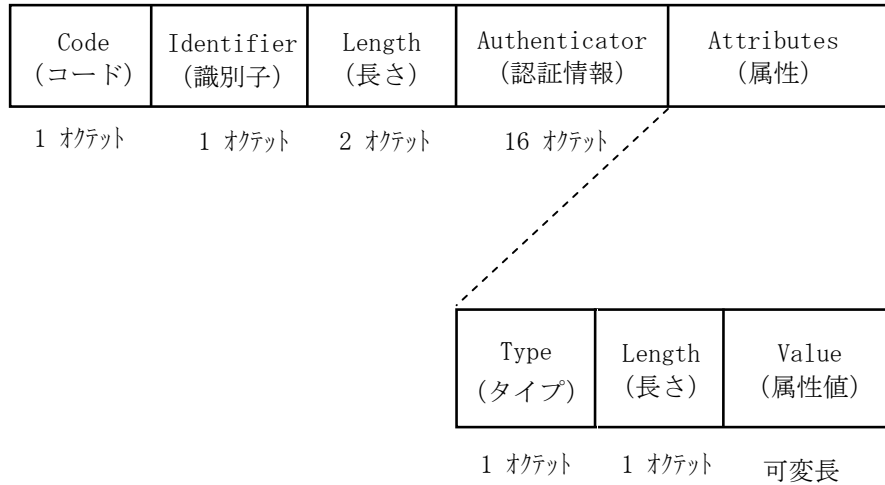 Code Identifier Length Authenticator Attributes
(コード) (識別子) (長さ) (認証情報) (属性)
1 ｵｸﾃｯﾄ 1 ｵｸﾃｯﾄ 2 ｵｸﾃｯﾄ 16 ｵｸﾃｯﾄ
Type Length Value
(タイプ) (長さ) (属性値)
1 ｵｸﾃｯﾄ 1 ｵｸﾃｯﾄ 可変長